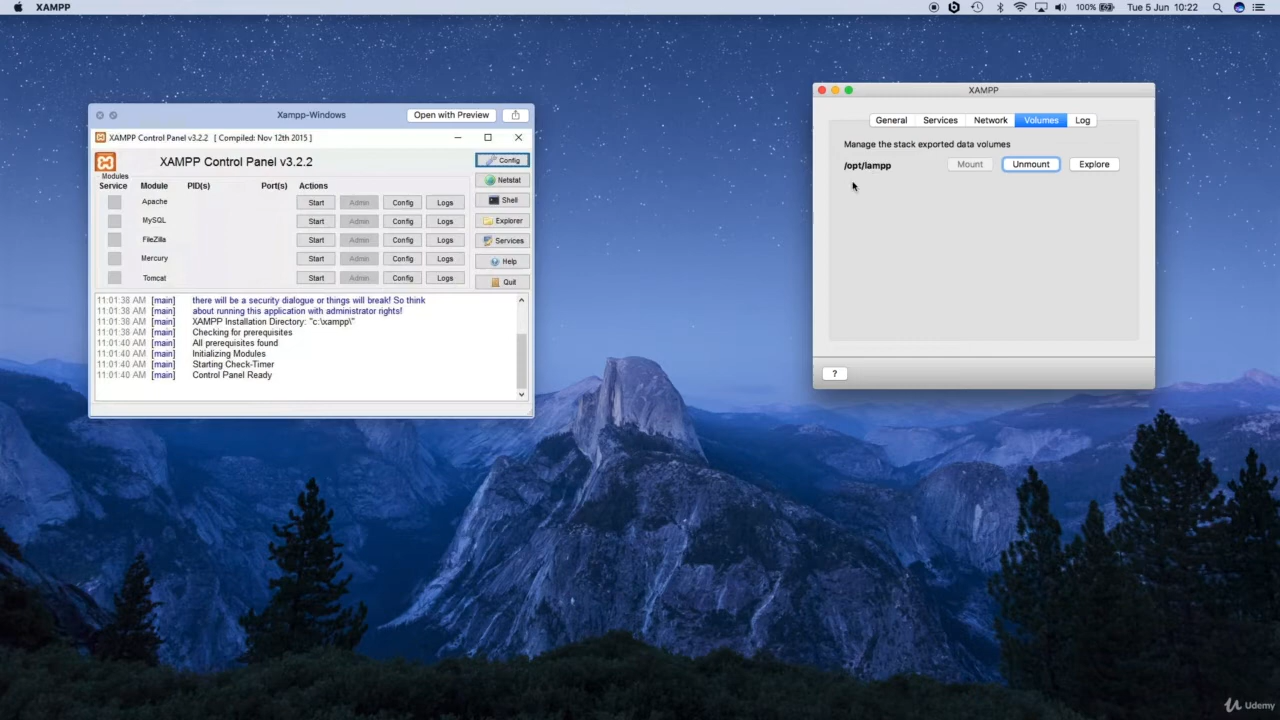 XAMPP
100%
Tue 5 Jun 10:22
Xampp-Windows
Open with Preview
XAMPP Control Panel v3.2.2 [ Compiled: Nov 12th 2015 ]
XAMPP Control Panel v3.2.2
Config
Modules
Service Module PID(s) Port(s) Actions
Netstat
Apache Start Admin Config Logs
Shell
MySQL Start Admin Config Logs
Explorer
FileZilla Start Admin Config Logs
Services
Mercury Start Admin Config Logs
Help
Tomcat Start Admin Config Logs
Quit
11:01:38 AM [main] there will be a security dialogue or things will break! So think
11:01:38 AM [main] about running this application with administrator rights!
11:01:38 AM [main] XAMPP Installation Directory: "c:\xampp\"
11:01:38 AM [main] Checking for prerequisites
11:01:40 AM [main] All prerequisites found
11:01:40 AM [main] Initializing Modules
11:01:40 AM [main] Starting Check-Timer
11:01:40 AM [main] Control Panel Ready
XAMPP
General Services Network Volumes Log
Manage the stack exported data volumes
/opt/lampp Mount Unmount Explore
?
Udemy